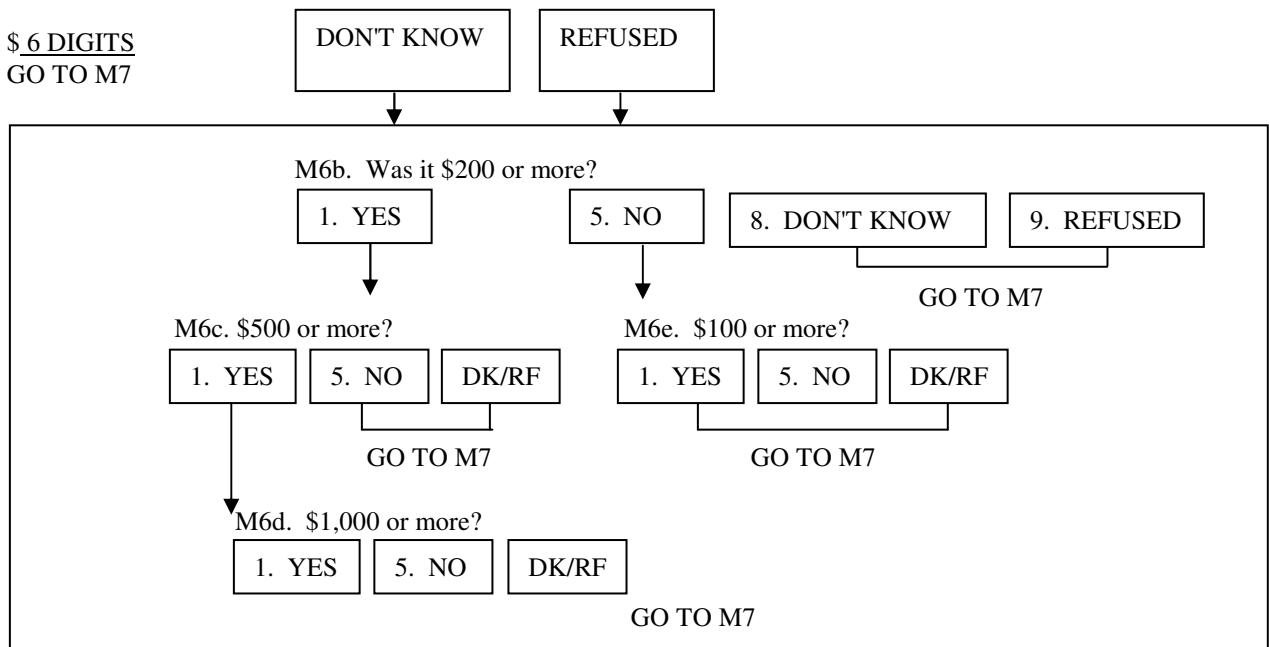 $ 6 DIGITS
GO TO M7
DON'T KNOW
REFUSED
M6b. Was it $200 or more?
1. YES
5. NO
8. DON'T KNOW
9. REFUSED
GO TO M7
M6c. $500 or more?
1. YES
5. NO
DK/RF
GO TO M7
M6e. $100 or more?
1. YES
5. NO
DK/RF
GO TO M7
M6d. $1,000 or more?
1. YES
5. NO
DK/RF
GO TO M7